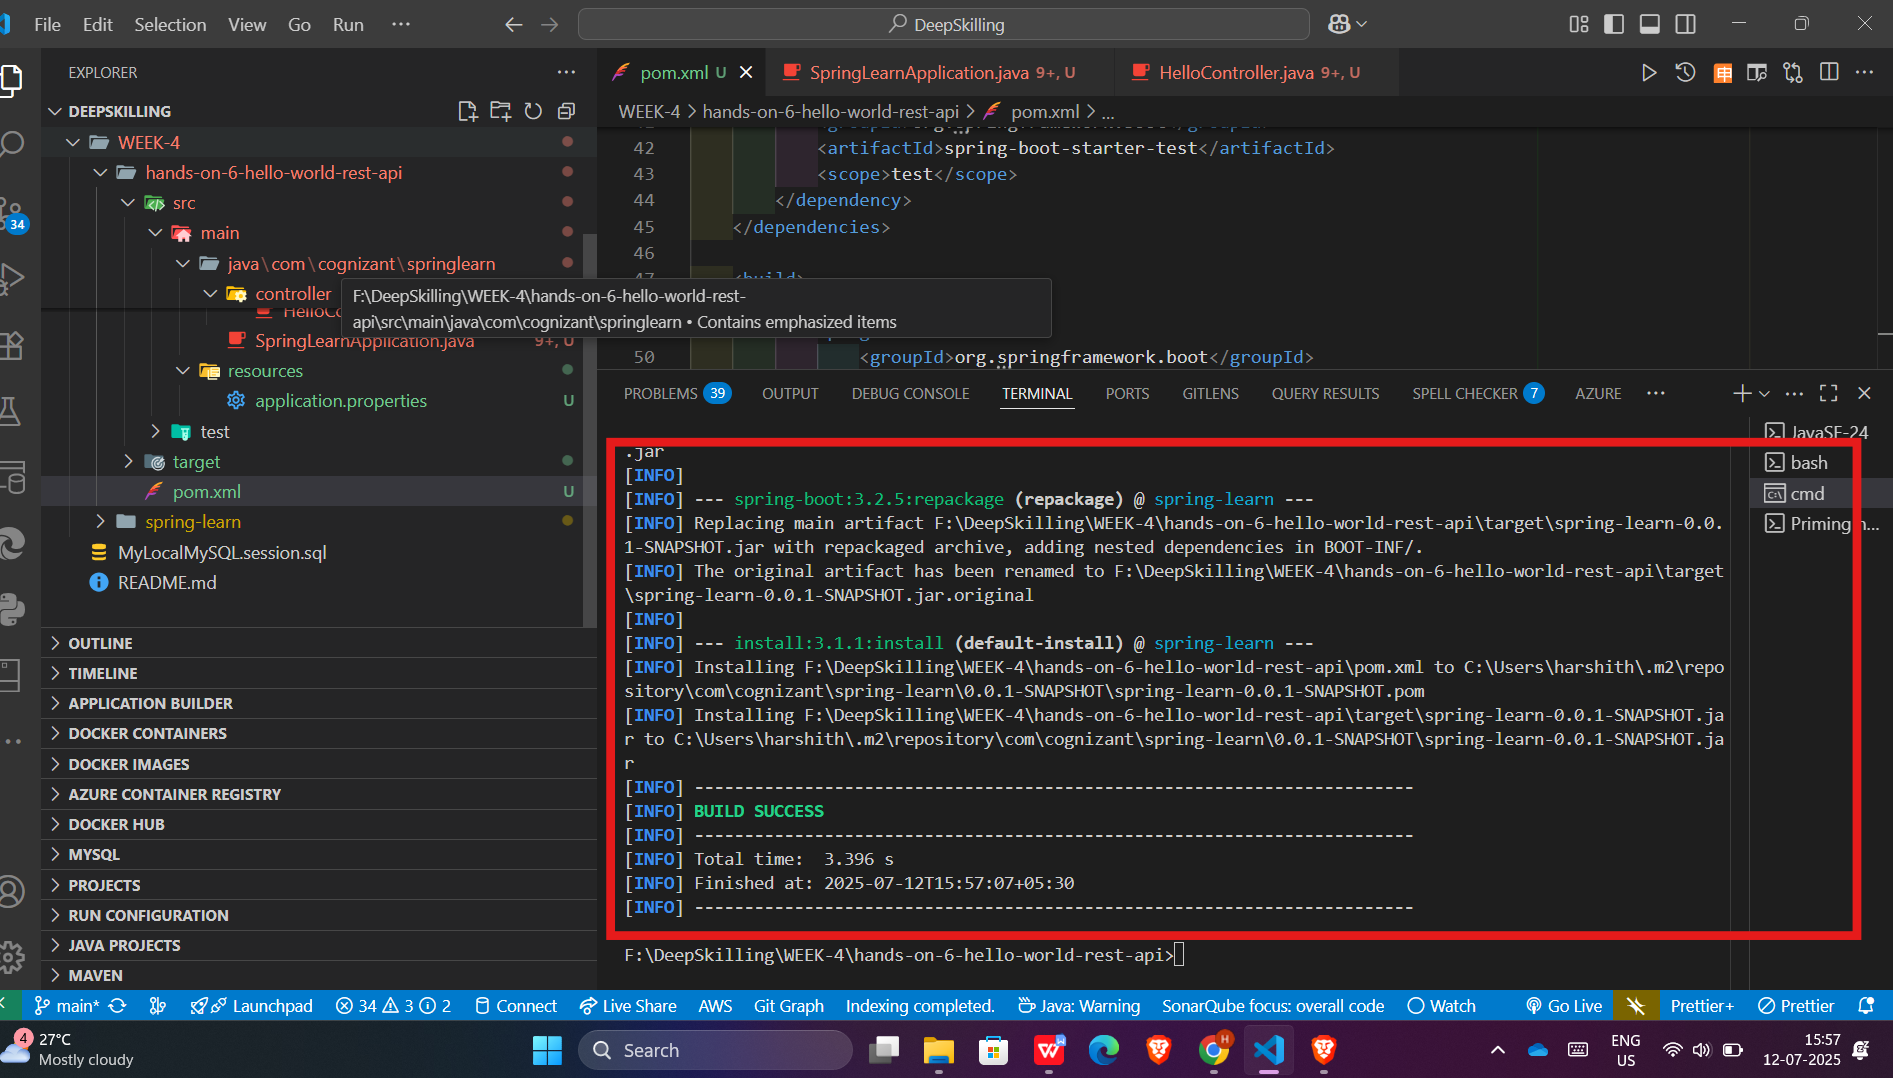 File Edit Selection View Go Run ···
DeepSkilling
EXPLORER
DEEPSKILLING
WEEK-4
hands-on-6-hello-world-rest-api
src
main
java\com\cognizant\springlearn
controller
SpringLearnApplication.java 9+, U
resources
application.properties U
test
target
pom.xml U
spring-learn
MyLocalMySQL.session.sql
README.md
OUTLINE
TIMELINE
APPLICATION BUILDER
DOCKER CONTAINERS
DOCKER IMAGES
AZURE CONTAINER REGISTRY
DOCKER HUB
MYSQL
PROJECTS
RUN CONFIGURATION
JAVA PROJECTS
MAVEN
34
pom.xml U SpringLearnApplication.java 9+, U HelloController.java 9+, U
WEEK-4 > hands-on-6-hello-world-rest-api > pom.xml > ...
42 <artifactId>spring-boot-starter-test</artifactId>
43 <scope>test</scope>
44 </dependency>
45 </dependencies>
46
47 <build>
F:\DeepSkilling\WEEK-4\hands-on-6-hello-world-rest-
api\src\main\java\com\cognizant\springlearn • Contains emphasized items
50 <groupId>org.springframework.boot</groupId>
PROBLEMS 39 OUTPUT DEBUG CONSOLE TERMINAL PORTS GITLENS QUERY RESULTS SPELL CHECKER 7 AZURE ···
.jar
[INFO]
[INFO] --- spring-boot:3.2.5:repackage (repackage) @ spring-learn ---
[INFO] Replacing main artifact F:\DeepSkilling\WEEK-4\hands-on-6-hello-world-rest-api\target\spring-learn-0.0.
1-SNAPSHOT.jar with repackaged archive, adding nested dependencies in BOOT-INF/.
[INFO] The original artifact has been renamed to F:\DeepSkilling\WEEK-4\hands-on-6-hello-world-rest-api\target
\spring-learn-0.0.1-SNAPSHOT.jar.original
[INFO]
[INFO] --- install:3.1.1:install (default-install) @ spring-learn ---
[INFO] Installing F:\DeepSkilling\WEEK-4\hands-on-6-hello-world-rest-api\pom.xml to C:\Users\harshith\.m2\repo
sitory\com\cognizant\spring-learn\0.0.1-SNAPSHOT\spring-learn-0.0.1-SNAPSHOT.pom
[INFO] Installing F:\DeepSkilling\WEEK-4\hands-on-6-hello-world-rest-api\target\spring-learn-0.0.1-SNAPSHOT.ja
r to C:\Users\harshith\.m2\repository\com\cognizant\spring-learn\0.0.1-SNAPSHOT\spring-learn-0.0.1-SNAPSHOT.ja
r
[INFO] ------------------------------------------------------------------------
[INFO] BUILD SUCCESS
[INFO] ------------------------------------------------------------------------
[INFO] Total time:  3.396 s
[INFO] Finished at: 2025-07-12T15:57:07+05:30
[INFO] ------------------------------------------------------------------------
F:\DeepSkilling\WEEK-4\hands-on-6-hello-world-rest-api>
JavaSE-24
bash
cmd
Priming ...
main* Launchpad 34 3 2 Connect Live Share AWS Git Graph Indexing completed. Java: Warning SonarQube focus: overall code Watch Go Live Prettier+ Prettier
4 27°C
Mostly cloudy
Search
ENG
US
15:57
12-07-2025